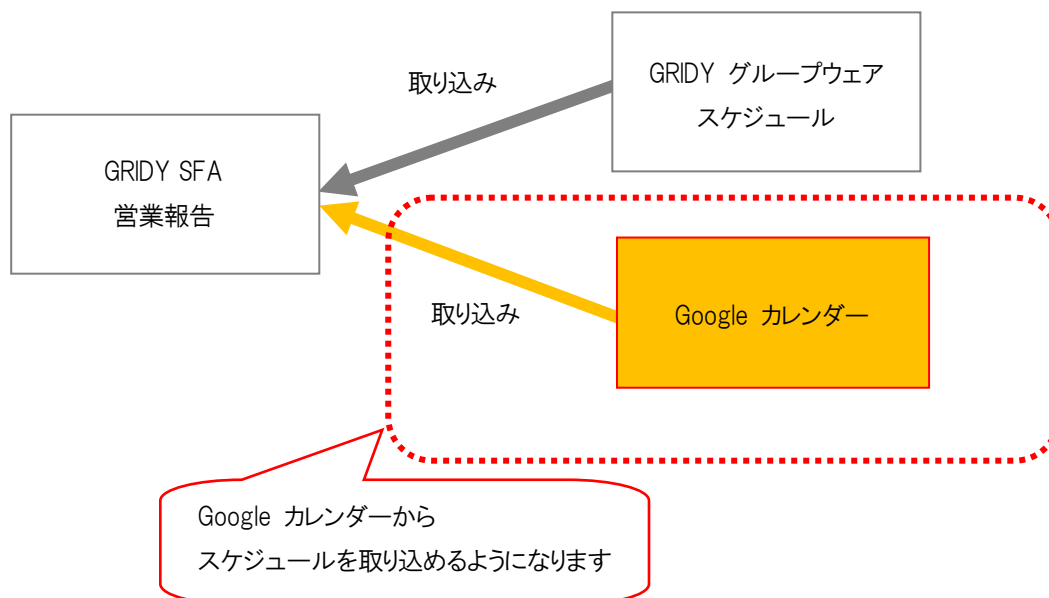 取り込み
GRIDY グループウェア
スケジュール
GRIDY SFA
営業報告
取り込み
Google カレンダー
Google カレンダーから
スケジュールを取り込めるようになります